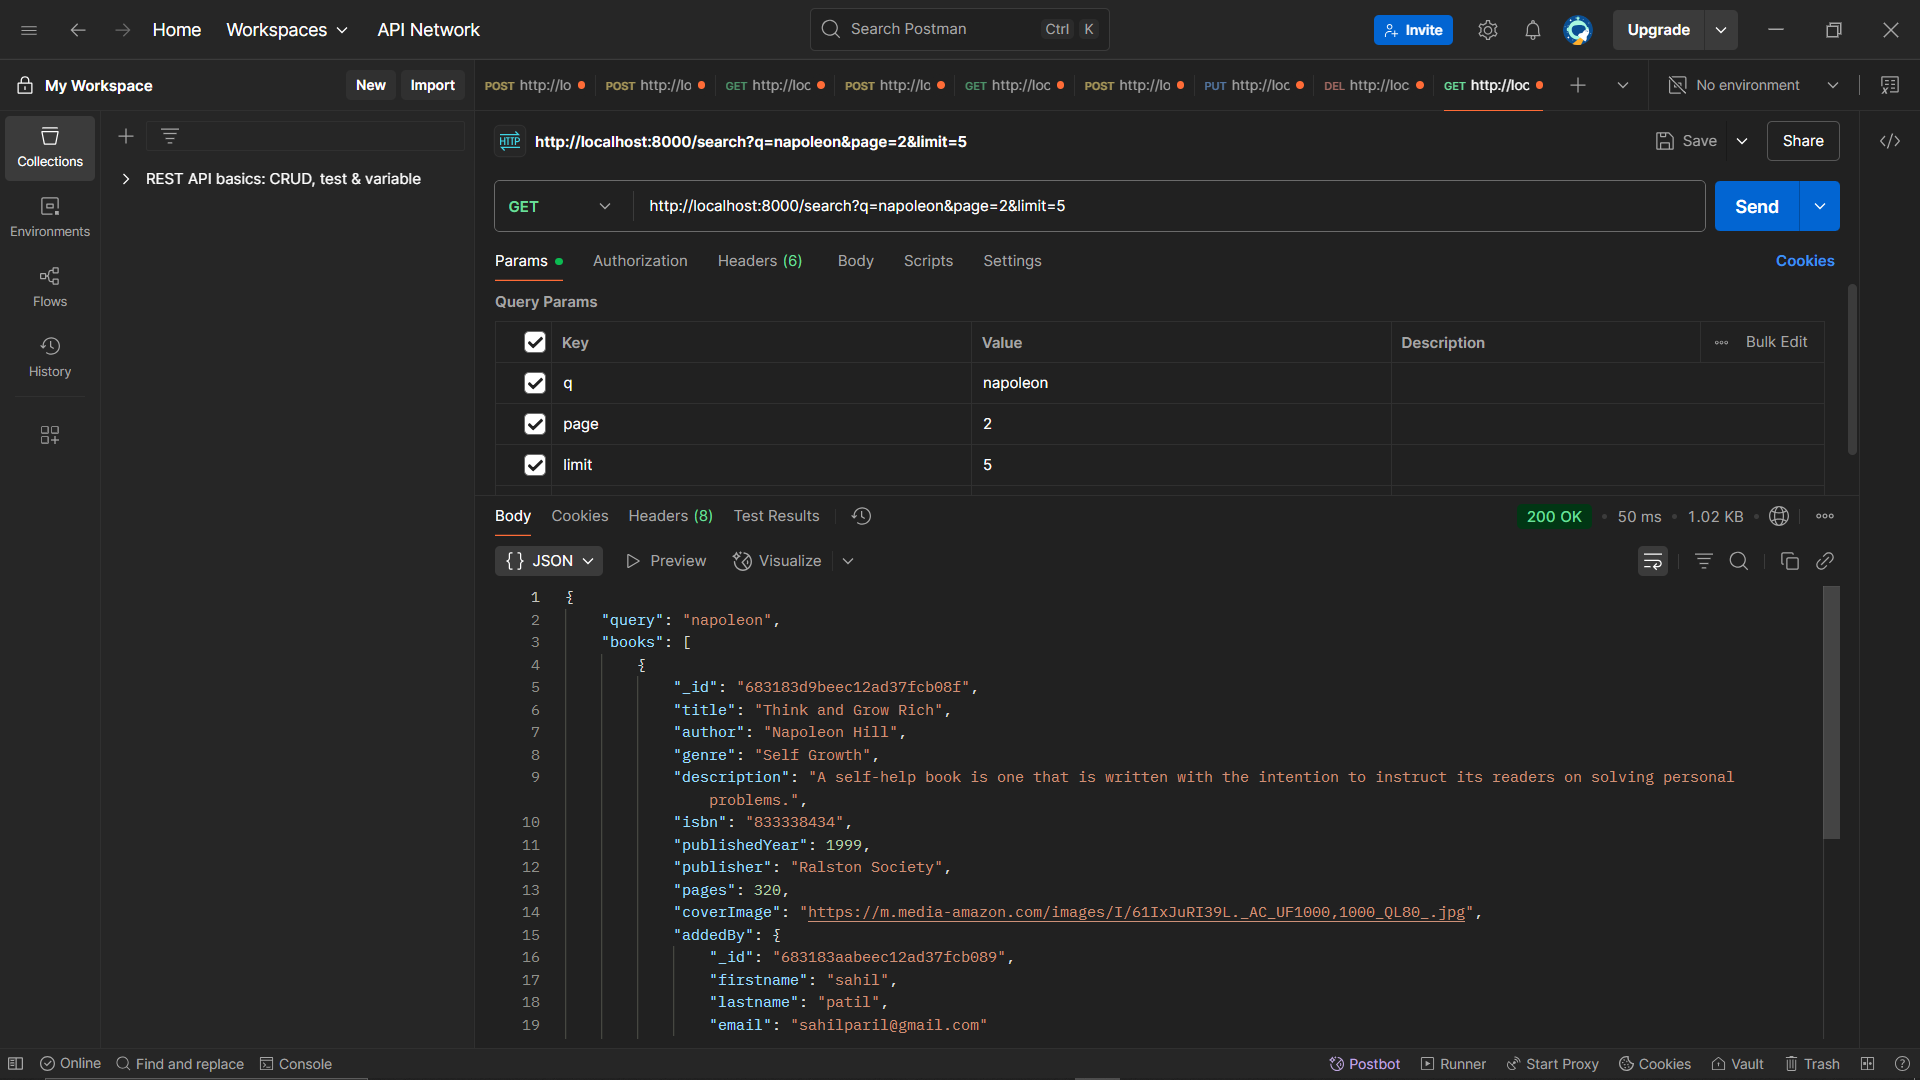 Home Workspaces API Network Search Postman Ctrl K Invite Upgrade
My Workspace New Import POST http://lo POST http://lo GET http://loc POST http://lo GET http://loc POST http://lo PUT http://loc DEL http://loc GET http://loc No environment
Collections
Environments
Flows
History
REST API basics: CRUD, test & variable
HTTP http://localhost:8000/search?q=napoleon&page=2&limit=5 Save Share
GET http://localhost:8000/search?q=napoleon&page=2&limit=5 Send
Params Authorization Headers (6) Body Scripts Settings Cookies
Query Params
Key Value Description Bulk Edit
q napoleon
page 2
limit 5
Body Cookies Headers (8) Test Results 200 OK 50 ms 1.02 KB
{} JSON Preview Visualize
1 {
2 "query": "napoleon",
3 "books": [
4 {
5 "_id": "683183d9beec12ad37fcb08f",
6 "title": "Think and Grow Rich",
7 "author": "Napoleon Hill",
8 "genre": "Self Growth",
9 "description": "A self-help book is one that is written with the intention to instruct its readers on solving personal
problems.",
10 "isbn": "833338434",
11 "publishedYear": 1999,
12 "publisher": "Ralston Society",
13 "pages": 320,
14 "coverImage": "https://m.media-amazon.com/images/I/61IxJuRI39L._AC_UF1000,1000_QL80_.jpg",
15 "addedBy": {
16 "_id": "683183aabeec12ad37fcb089",
17 "firstname": "sahil",
18 "lastname": "patil",
19 "email": "sahilparil@gmail.com"
Online Find and replace Console Postbot Runner Start Proxy Cookies Vault Trash